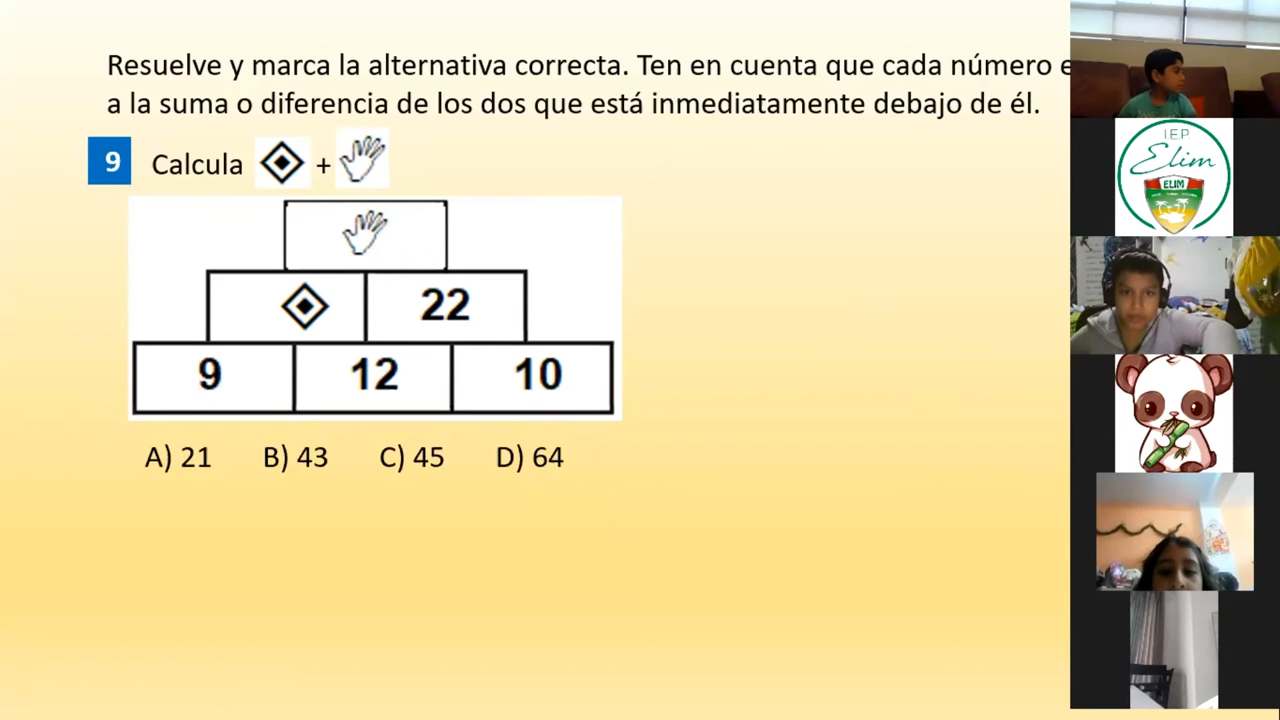 Resuelve y marca la alternativa correcta. Ten en cuenta que cada número
a la suma o diferencia de los dos que está inmediatamente debajo de él.
9 Calcula +
22
9 12 10
A) 21 B) 43 C) 45 D) 64
I.E.P.
Elim
ELIM